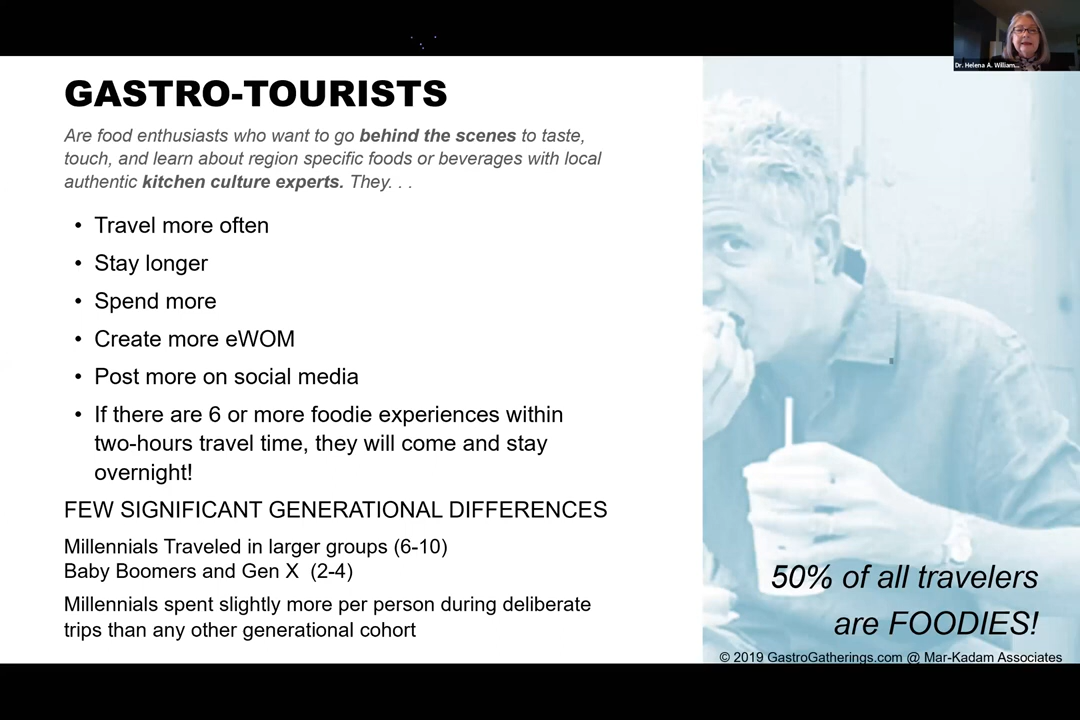 Dr. Helena A. William...
GASTRO-TOURISTS
Are food enthusiasts who want to go behind the scenes to taste,
touch, and learn about region specific foods or beverages with local
authentic kitchen culture experts. They. . .
• Travel more often
• Stay longer
• Spend more
• Create more eWOM
• Post more on social media
• If there are 6 or more foodie experiences within
two-hours travel time, they will come and stay
overnight!
FEW SIGNIFICANT GENERATIONAL DIFFERENCES
Millennials Traveled in larger groups (6-10)
Baby Boomers and Gen X (2-4)
Millennials spent slightly more per person during deliberate
trips than any other generational cohort
50% of all travelers
are FOODIES!
© 2019 GastroGatherings.com @ Mar-Kadam Associates